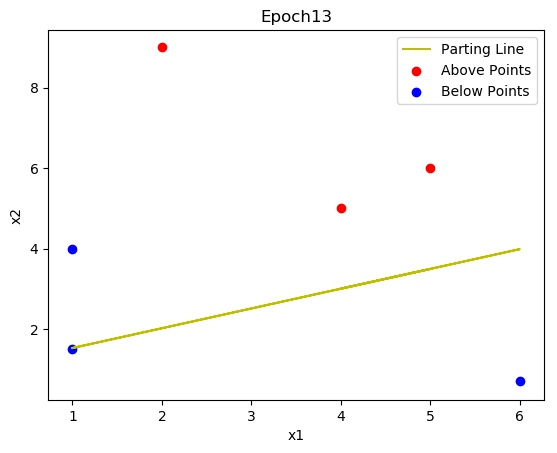 Epoch13
Parting Line
Above Points
Below Points
8
6
4
2
x2
1 2 3 4 5 6
x1